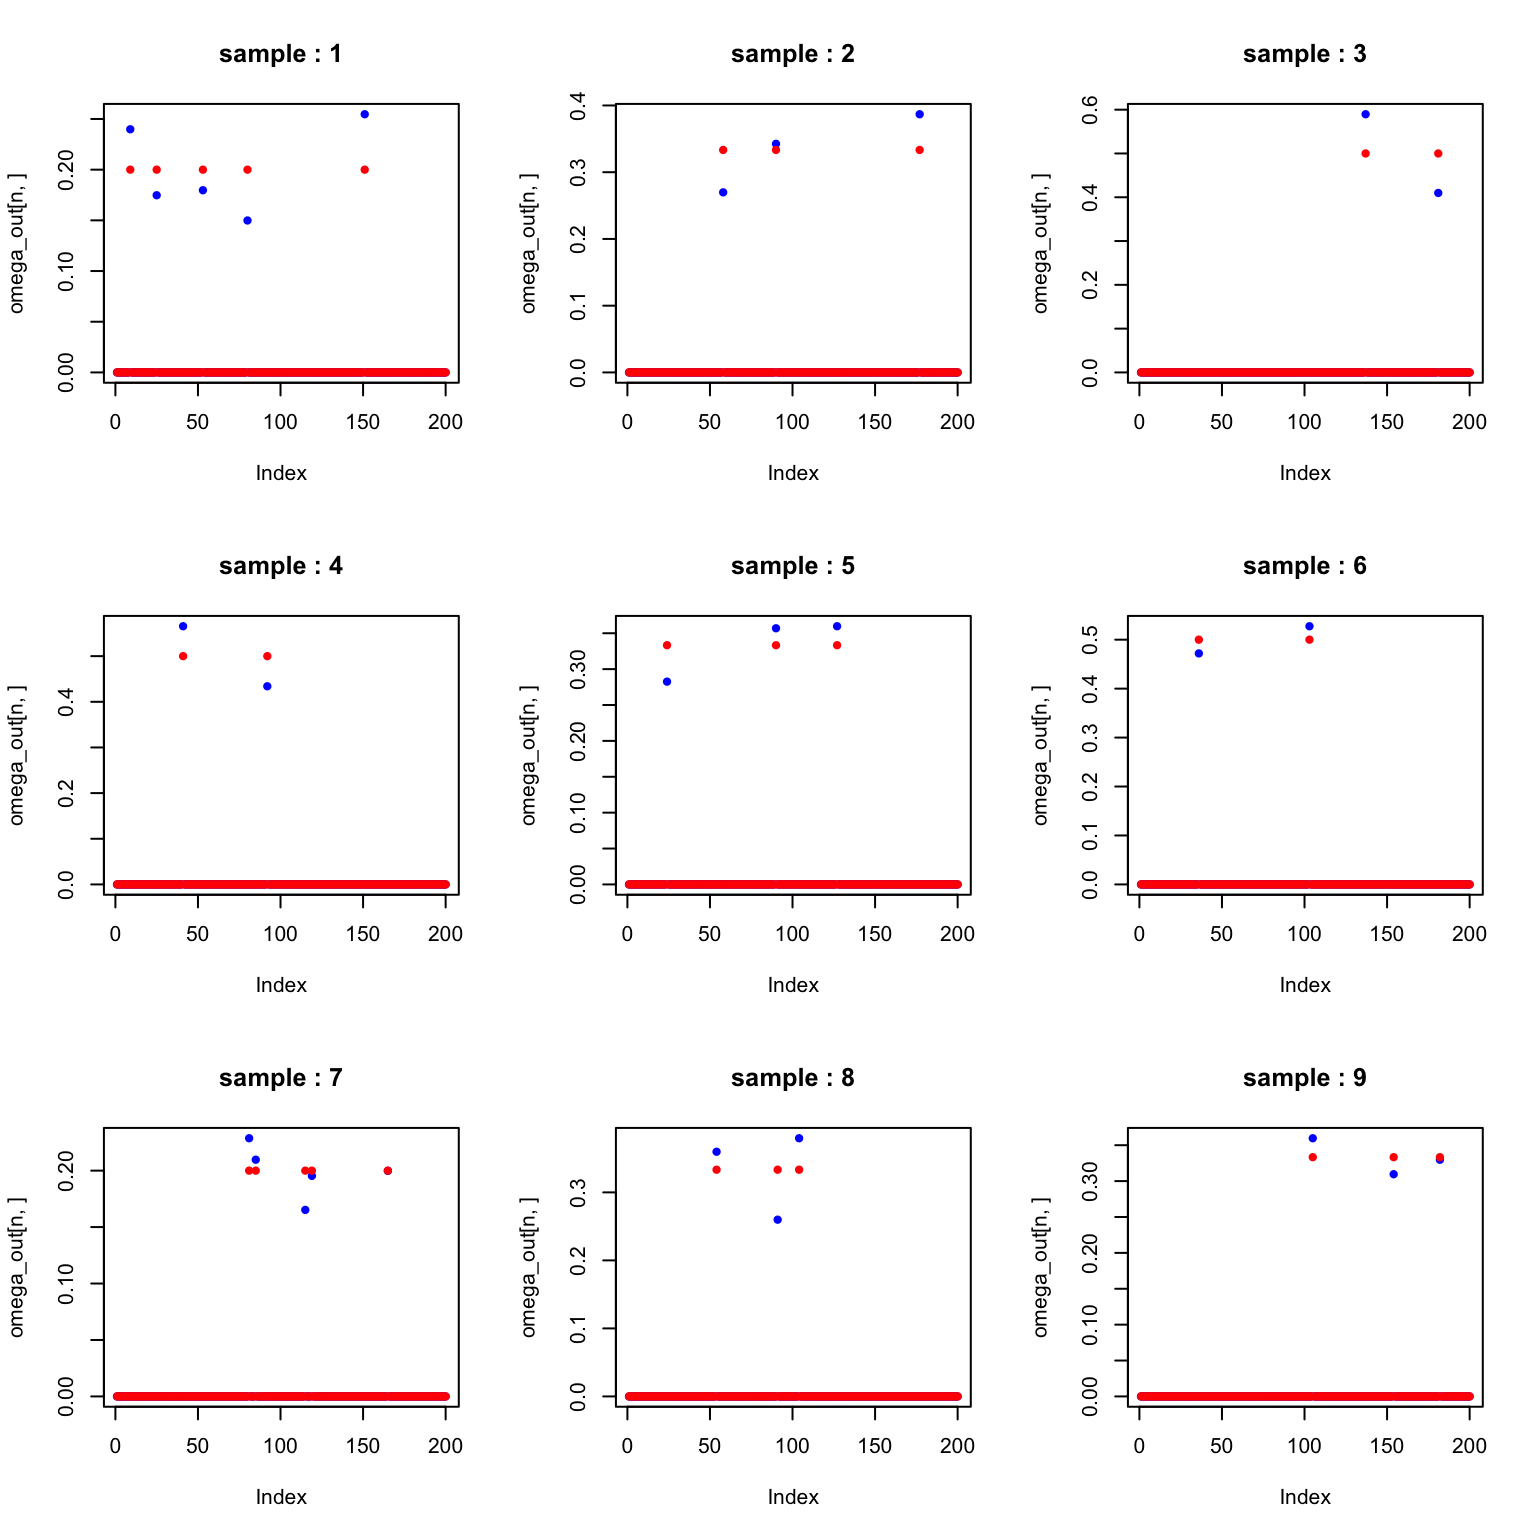 sample : 1
omega_out[n, ]
0.00 0.10 0.20
0 50 100 150 200
Index
sample : 2
omega_out[n, ]
0.0 0.1 0.2 0.3 0.4
0 50 100 150 200
Index
sample : 3
omega_out[n, ]
0.0 0.2 0.4 0.6
0 50 100 150 200
Index
sample : 4
omega_out[n, ]
0.0 0.2 0.4
0 50 100 150 200
Index
sample : 5
omega_out[n, ]
0.00 0.10 0.20 0.30
0 50 100 150 200
Index
sample : 6
omega_out[n, ]
0.0 0.1 0.2 0.3 0.4 0.5
0 50 100 150 200
Index
sample : 7
omega_out[n, ]
0.00 0.10 0.20
0 50 100 150 200
Index
sample : 8
omega_out[n, ]
0.0 0.1 0.2 0.3
0 50 100 150 200
Index
sample : 9
omega_out[n, ]
0.00 0.10 0.20 0.30
0 50 100 150 200
Index